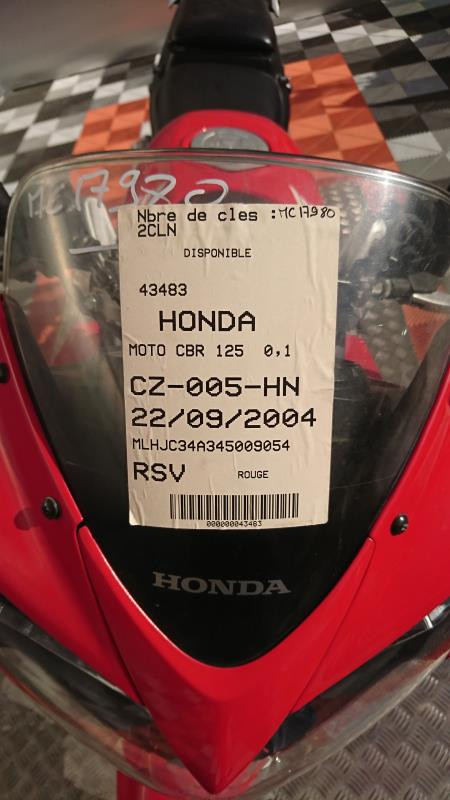 MC17980
Nbre de cles : MC17980
2CLN
DISPONIBLE
43483
HONDA
MOTO CBR 125 0,1
CZ-005-HN
22/09/2004
MLHJC34A345009054
RSV ROUGE
000000043483
HONDA